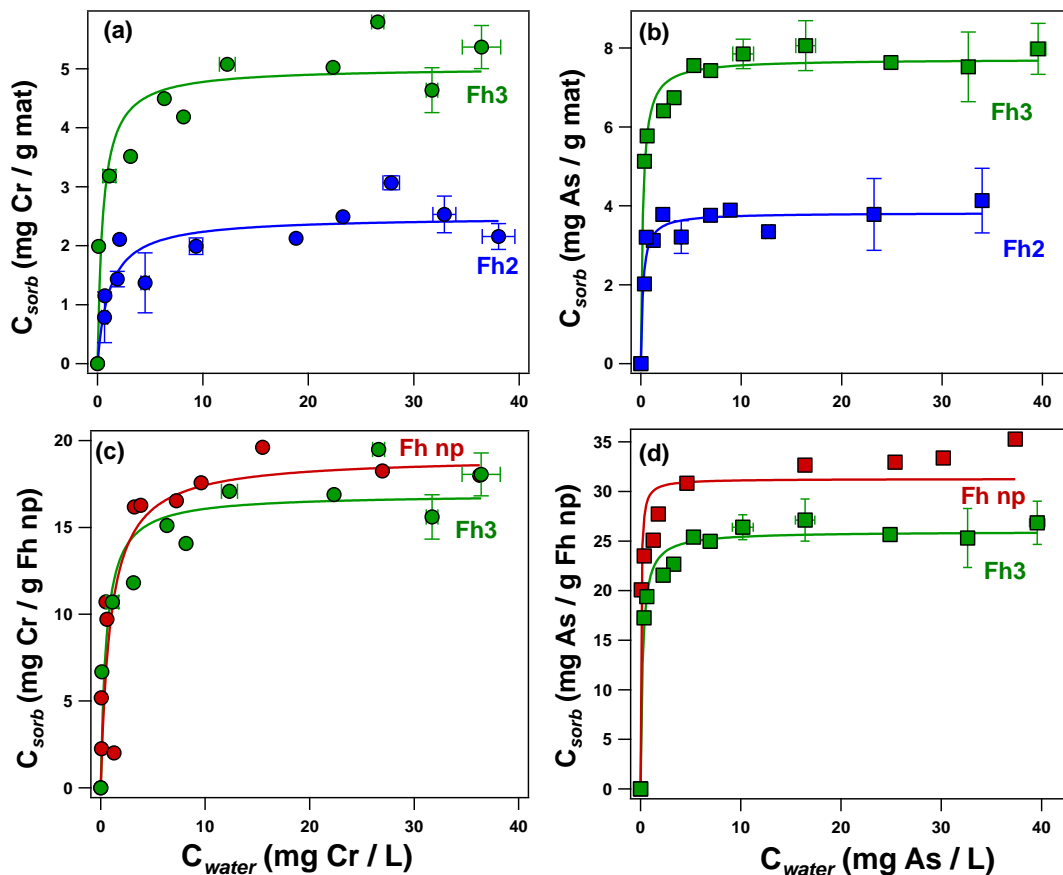 (a)
Fh3
Fh2
C_sorb (mg Cr / g mat)
5
4
3
2
1
0
0 10 20 30 40
(b)
Fh3
Fh2
C_sorb (mg As / g mat)
8
6
4
2
0
0 10 20 30 40
(c)
Fh np
Fh3
C_sorb (mg Cr / g Fh np)
20
15
10
5
0
0 10 20 30 40
C_water (mg Cr / L)
(d)
Fh np
Fh3
C_sorb (mg As / g Fh np)
35
30
25
20
15
10
5
0
0 10 20 30 40
C_water (mg As / L)